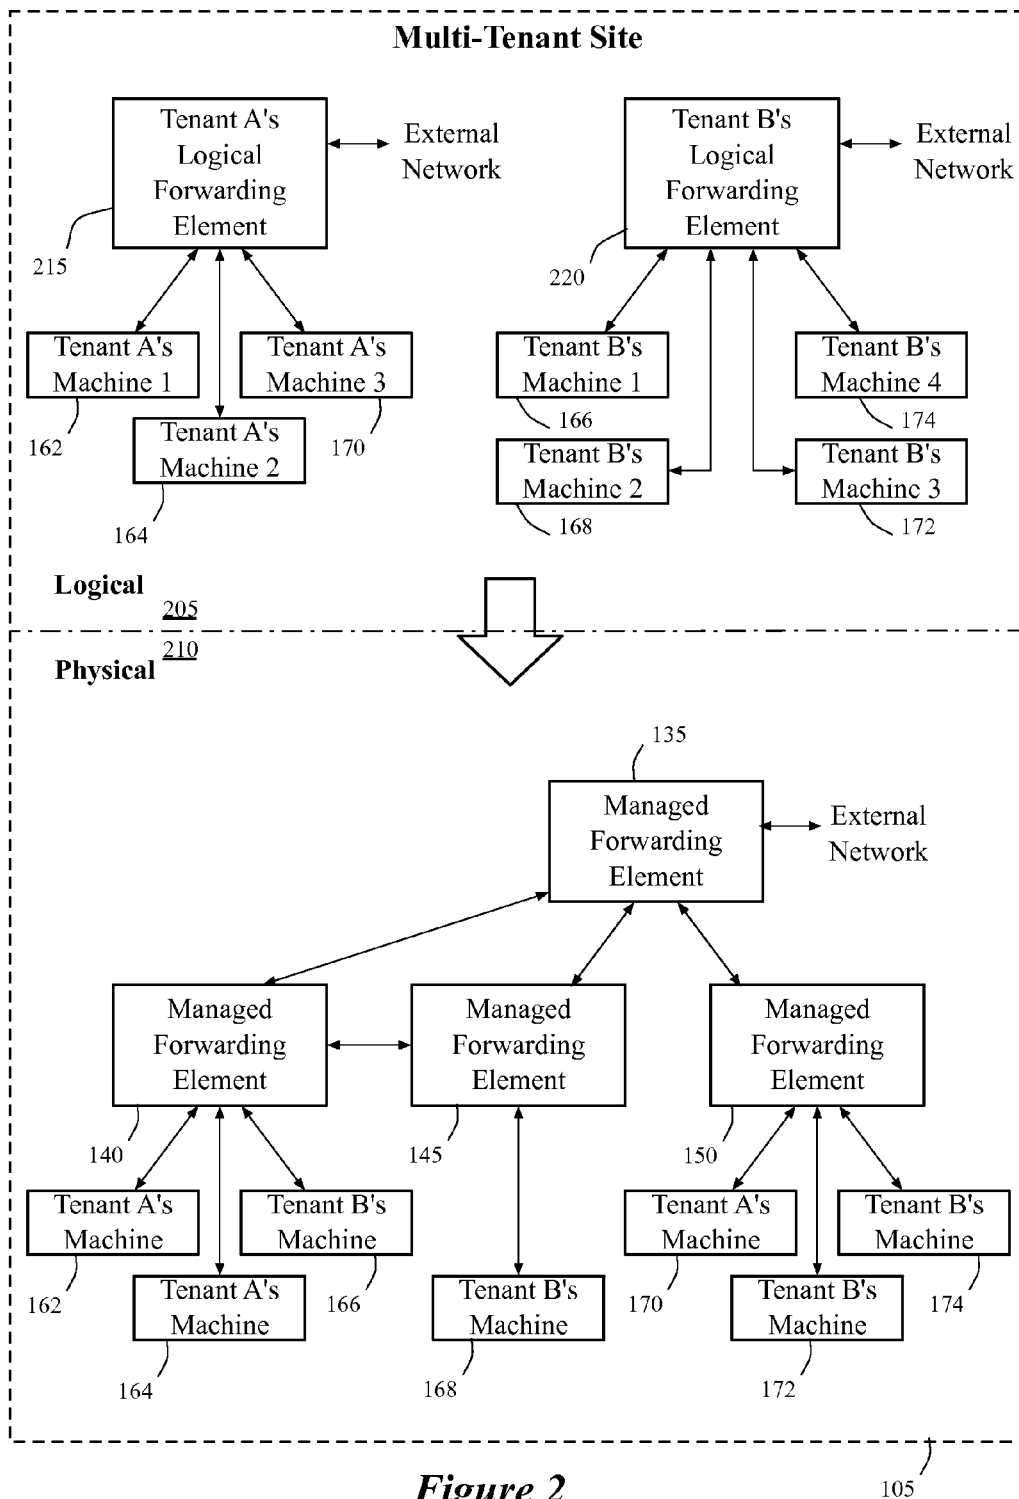 Multi-Tenant Site
Tenant A's
Logical
Forwarding
Element
External
Network
215
Tenant A's
Machine 1
162
Tenant A's
Machine 2
164
Tenant A's
Machine 3
170
Tenant B's
Logical
Forwarding
Element
External
Network
220
Tenant B's
Machine 1
166
Tenant B's
Machine 2
168
Tenant B's
Machine 4
174
Tenant B's
Machine 3
172
Logical
205
Physical
210
135
Managed
Forwarding
Element
External
Network
Managed
Forwarding
Element
140
Managed
Forwarding
Element
145
Managed
Forwarding
Element
150
Tenant A's
Machine
162
Tenant A's
Machine
164
Tenant B's
Machine
166
Tenant B's
Machine
168
Tenant A's
Machine
170
Tenant B's
Machine
172
Tenant B's
Machine
174
105
Figure 2